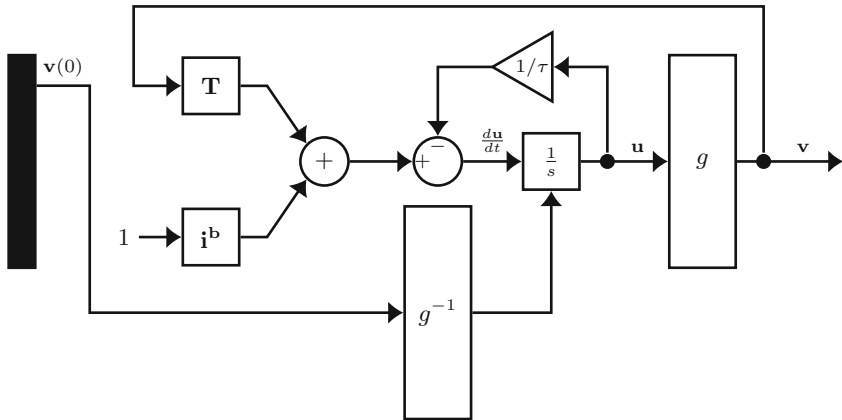 v(0)
T
1/τ
−
+
+
du/dt
1/s
u
g
v
1
i^b
g^−1